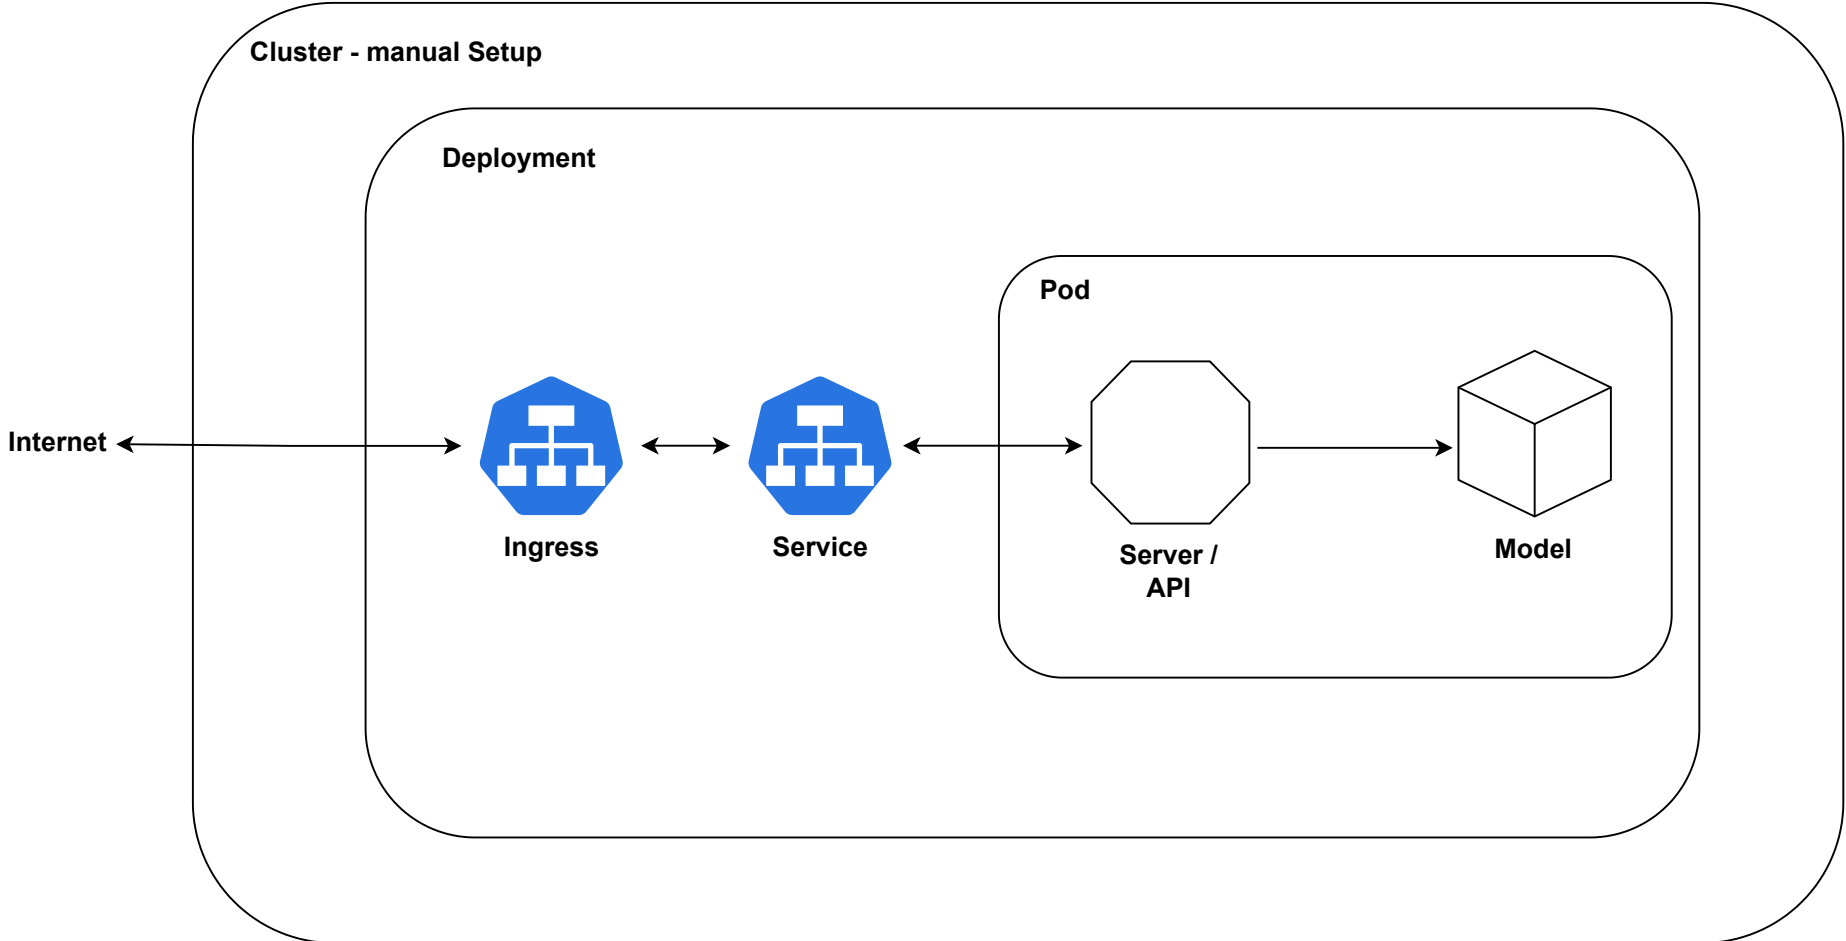 Cluster - manual Setup
Deployment
Pod
Internet
Ingress
Service
Server /
API
Model